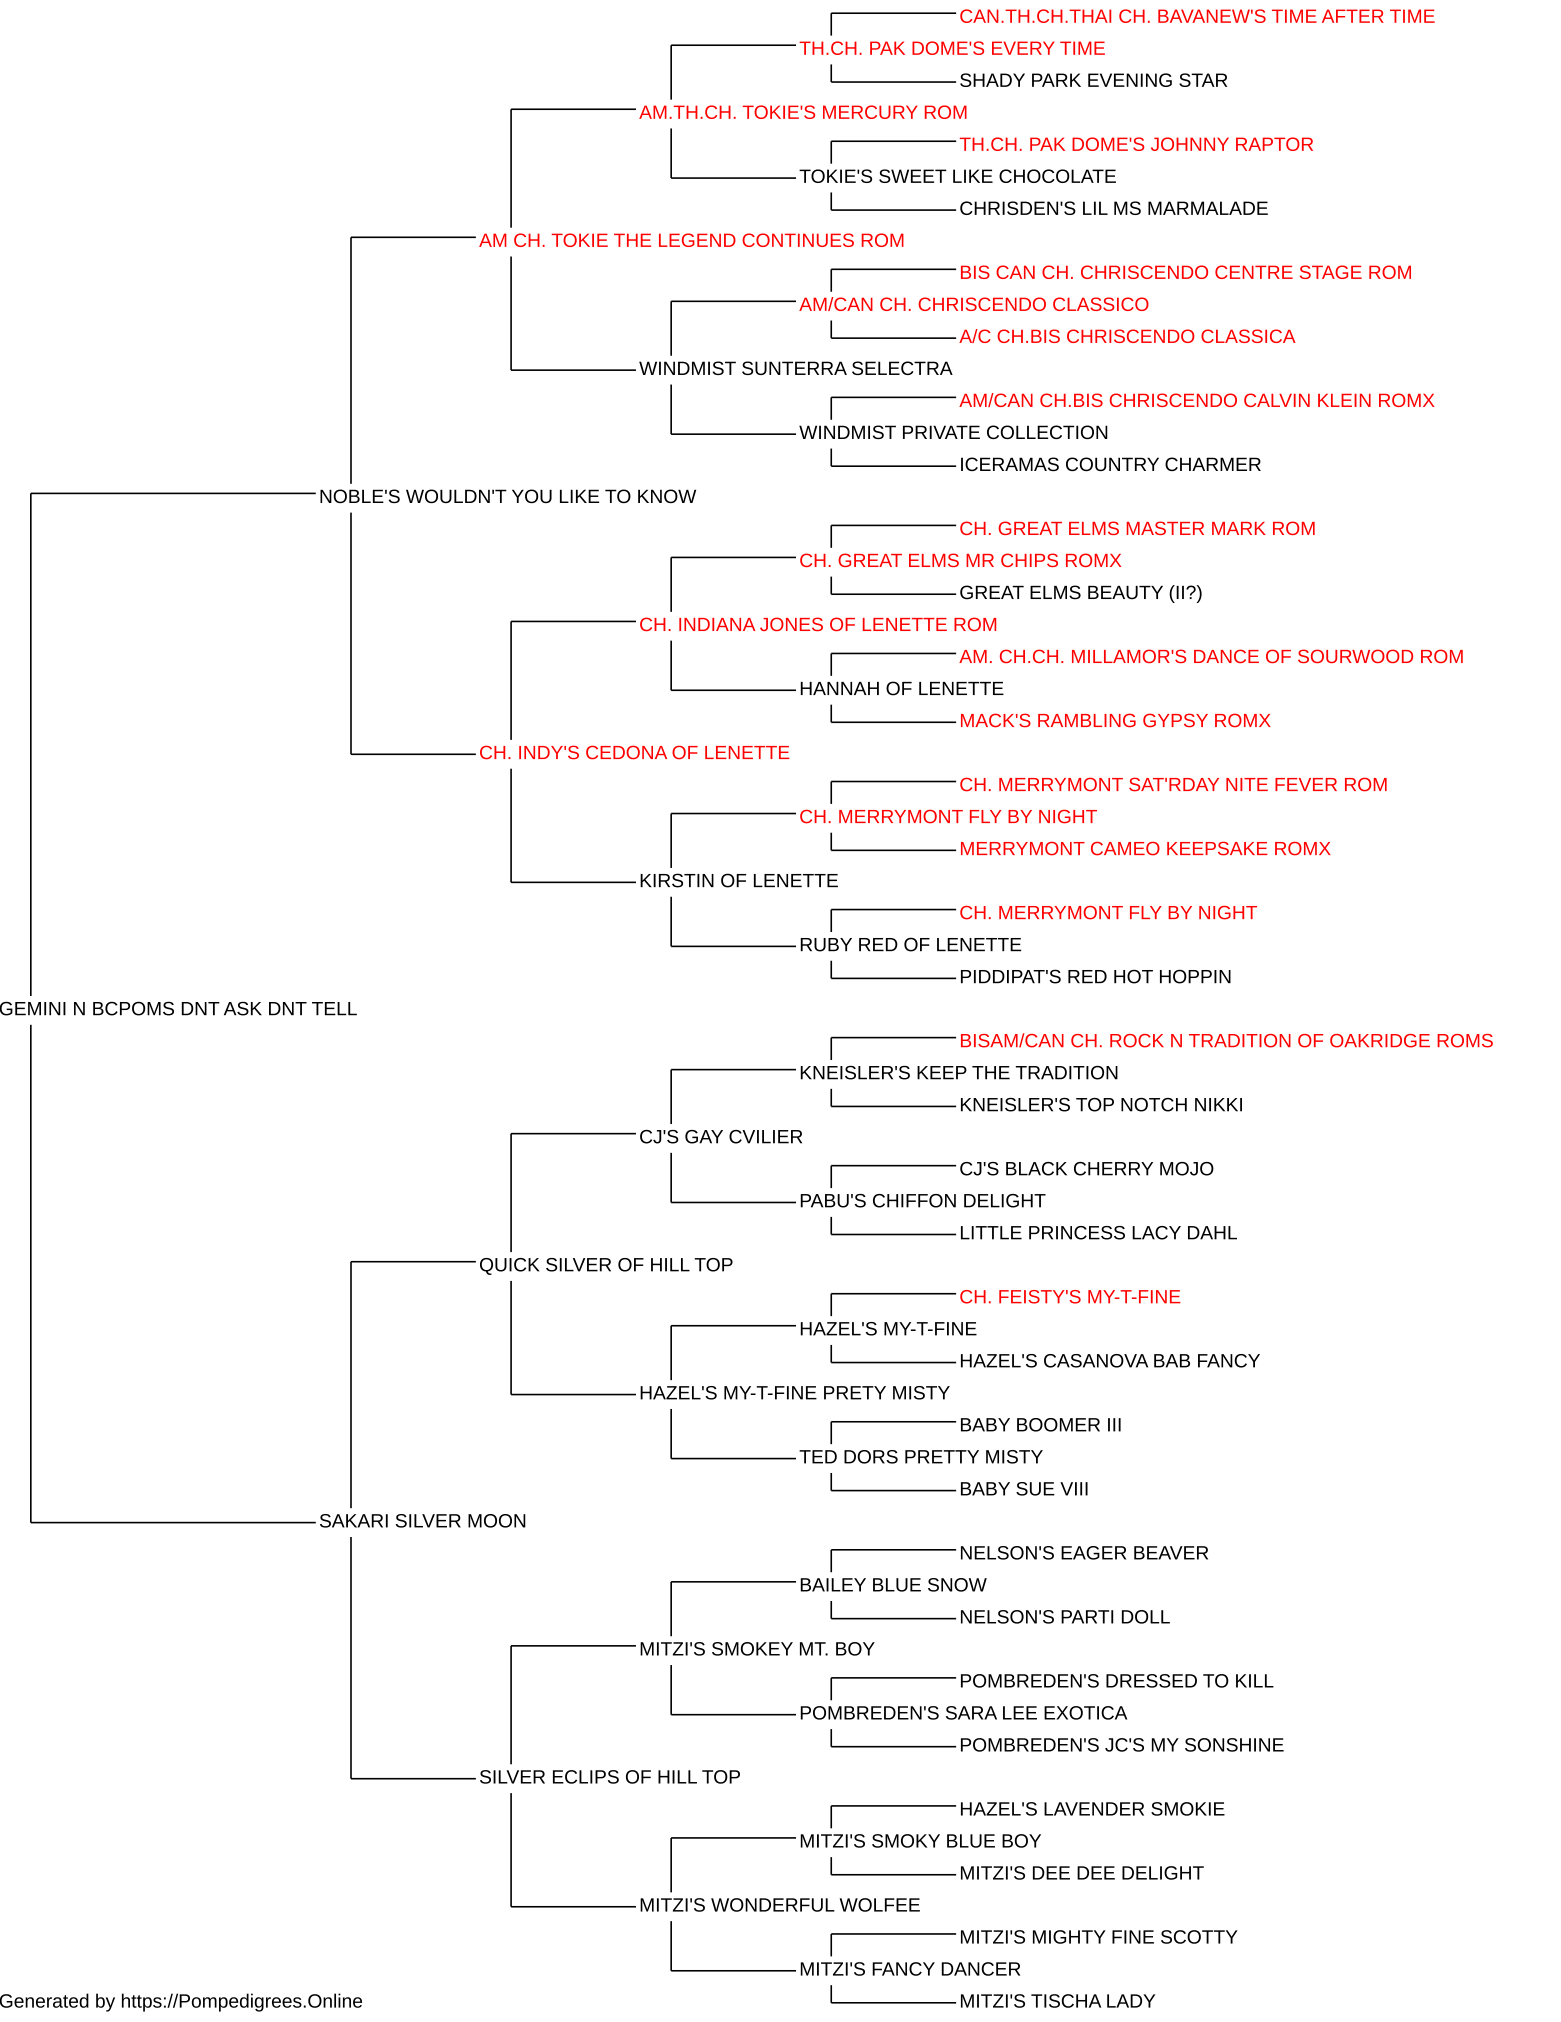 CAN.TH.CH.THAI CH. BAVANEW'S TIME AFTER TIME
TH.CH. PAK DOME'S EVERY TIME
SHADY PARK EVENING STAR
AM.TH.CH. TOKIE'S MERCURY ROM
TH.CH. PAK DOME'S JOHNNY RAPTOR
TOKIE'S SWEET LIKE CHOCOLATE
CHRISDEN'S LIL MS MARMALADE
AM CH. TOKIE THE LEGEND CONTINUES ROM
BIS CAN CH. CHRISCENDO CENTRE STAGE ROM
AM/CAN CH. CHRISCENDO CLASSICO
A/C CH.BIS CHRISCENDO CLASSICA
WINDMIST SUNTERRA SELECTRA
AM/CAN CH.BIS CHRISCENDO CALVIN KLEIN ROMX
WINDMIST PRIVATE COLLECTION
ICERAMAS COUNTRY CHARMER
NOBLE'S WOULDN'T YOU LIKE TO KNOW
CH. GREAT ELMS MASTER MARK ROM
CH. GREAT ELMS MR CHIPS ROMX
GREAT ELMS BEAUTY (II?)
CH. INDIANA JONES OF LENETTE ROM
AM. CH.CH. MILLAMOR'S DANCE OF SOURWOOD ROM
HANNAH OF LENETTE
MACK'S RAMBLING GYPSY ROMX
CH. INDY'S CEDONA OF LENETTE
CH. MERRYMONT SAT'RDAY NITE FEVER ROM
CH. MERRYMONT FLY BY NIGHT
MERRYMONT CAMEO KEEPSAKE ROMX
KIRSTIN OF LENETTE
CH. MERRYMONT FLY BY NIGHT
RUBY RED OF LENETTE
PIDDIPAT'S RED HOT HOPPIN
GEMINI N BCPOMS DNT ASK DNT TELL
BISAM/CAN CH. ROCK N TRADITION OF OAKRIDGE ROMS
KNEISLER'S KEEP THE TRADITION
KNEISLER'S TOP NOTCH NIKKI
CJ'S GAY CVILIER
CJ'S BLACK CHERRY MOJO
PABU'S CHIFFON DELIGHT
LITTLE PRINCESS LACY DAHL
QUICK SILVER OF HILL TOP
CH. FEISTY'S MY-T-FINE
HAZEL'S MY-T-FINE
HAZEL'S CASANOVA BAB FANCY
HAZEL'S MY-T-FINE PRETY MISTY
BABY BOOMER III
TED DORS PRETTY MISTY
BABY SUE VIII
SAKARI SILVER MOON
NELSON'S EAGER BEAVER
BAILEY BLUE SNOW
NELSON'S PARTI DOLL
MITZI'S SMOKEY MT. BOY
POMBREDEN'S DRESSED TO KILL
POMBREDEN'S SARA LEE EXOTICA
POMBREDEN'S JC'S MY SONSHINE
SILVER ECLIPS OF HILL TOP
HAZEL'S LAVENDER SMOKIE
MITZI'S SMOKY BLUE BOY
MITZI'S DEE DEE DELIGHT
MITZI'S WONDERFUL WOLFEE
MITZI'S MIGHTY FINE SCOTTY
MITZI'S FANCY DANCER
MITZI'S TISCHA LADY
Generated by https://Pompedigrees.Online